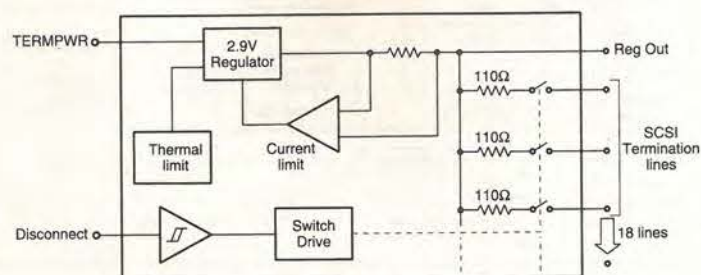 TERMPWR
2.9V
Regulator
Reg Out
110Ω
Thermal
limit
Current
limit
110Ω
SCSI
Termination
lines
110Ω
Disconnect
Switch
Drive
18 lines